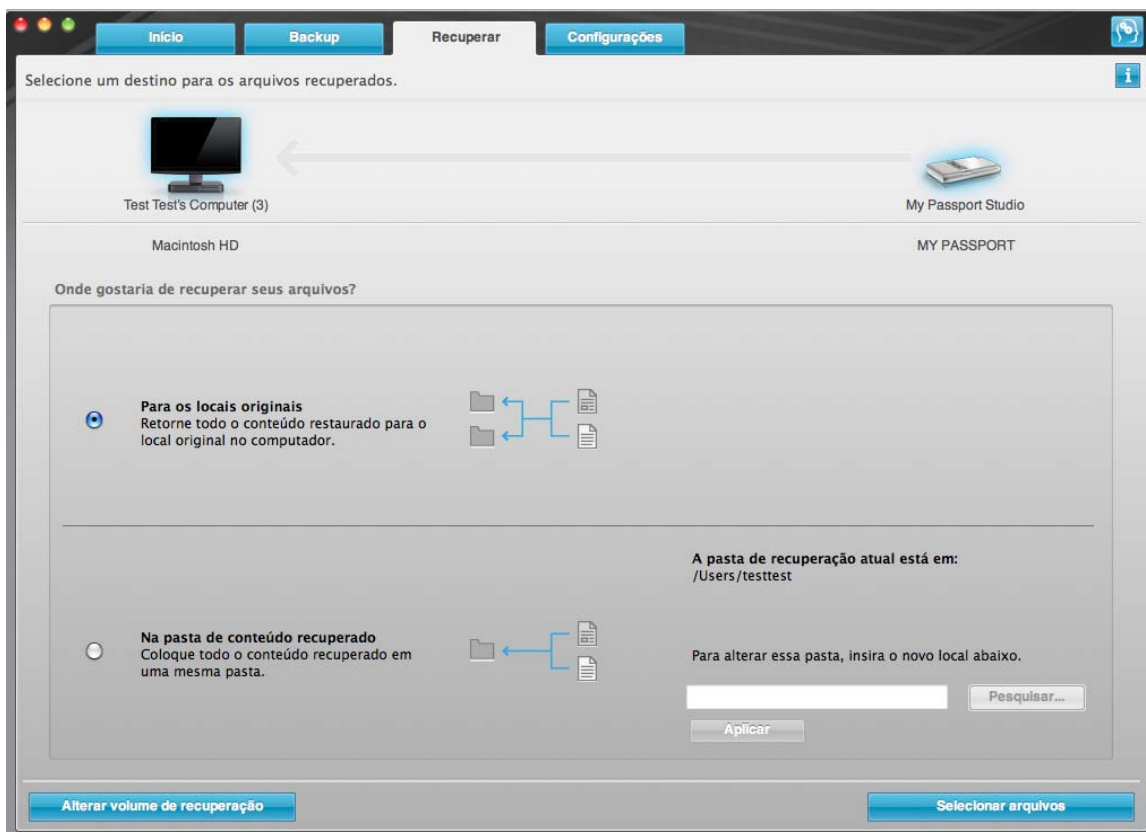 Início
Backup
Recuperar
Configurações
Selecione um destino para os arquivos recuperados.
i
Test Test's Computer (3)
My Passport Studio
Macintosh HD
MY PASSPORT
Onde gostaria de recuperar seus arquivos?
Para os locais originais
Retorne todo o conteúdo restaurado para o
local original no computador.
A pasta de recuperação atual está em:
/Users/testtest
Na pasta de conteúdo recuperado
Coloque todo o conteúdo recuperado em
uma mesma pasta.
Para alterar essa pasta, insira o novo local abaixo.
Pesquisar...
Aplicar
Alterar volume de recuperação
Selecionar arquivos